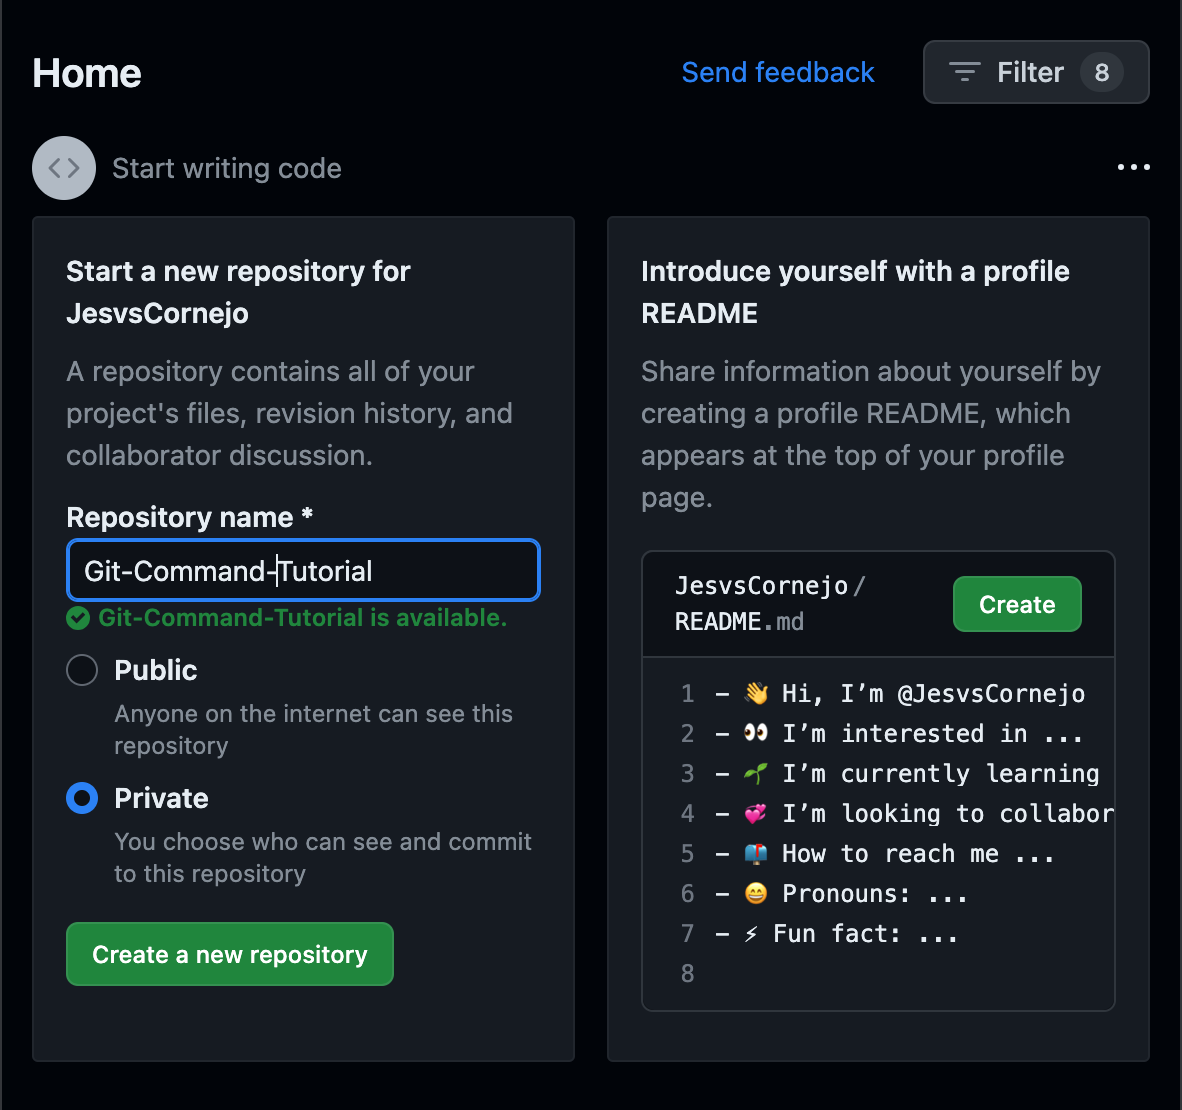 Home
Send feedback
Filter 8
Start writing code
Start a new repository for
JesvsCornejo
A repository contains all of your
project's files, revision history, and
collaborator discussion.
Repository name *
Git-Command-Tutorial
Git-Command-Tutorial is available.
Public
Anyone on the internet can see this
repository
Private
You choose who can see and commit
to this repository
Create a new repository
Introduce yourself with a profile
README
Share information about yourself by
creating a profile README, which
appears at the top of your profile
page.
JesvsCornejo/
README.md
Create
1 - 👋 Hi, I’m @JesvsCornejo
2 - 👀 I’m interested in ...
3 - 🌱 I’m currently learning
4 - 💞️ I’m looking to collabor
5 - 📫 How to reach me ...
6 - 😄 Pronouns: ...
7 - ⚡ Fun fact: ...
8